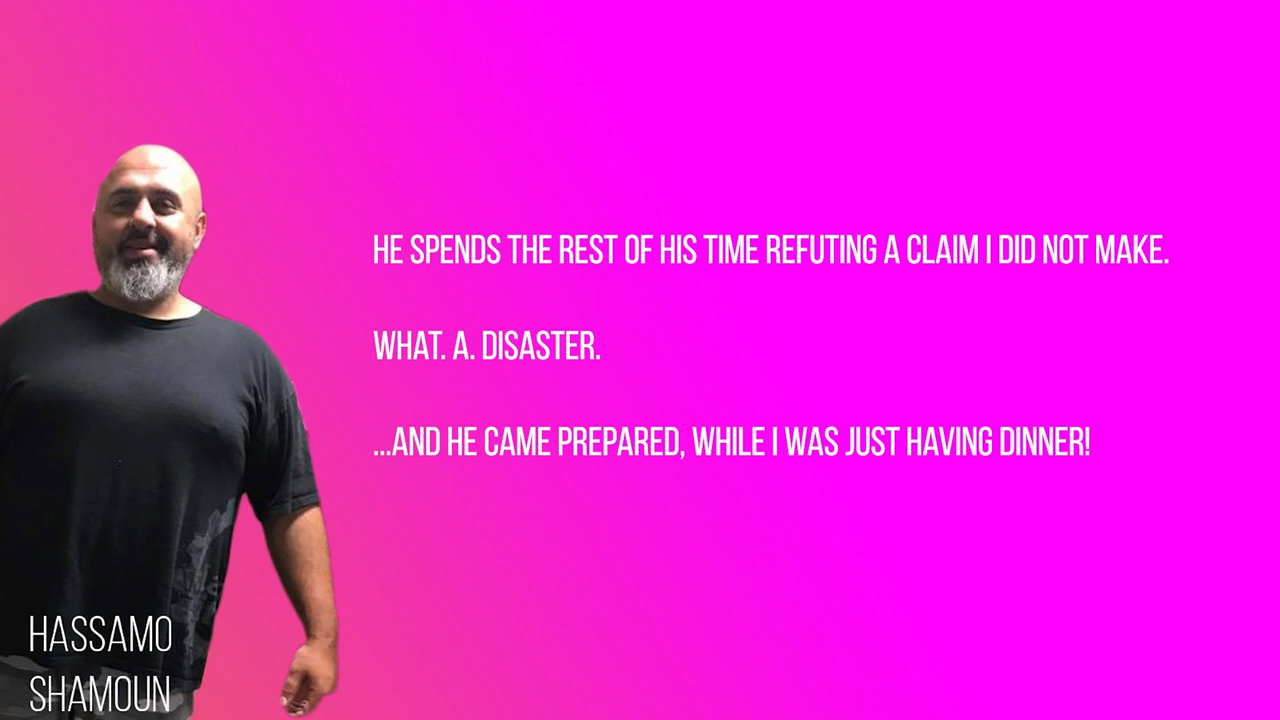 HE SPENDS THE REST OF HIS TIME REFUTING A CLAIM I DID NOT MAKE.
WHAT. A. DISASTER.
...AND HE CAME PREPARED, WHILE I WAS JUST HAVING DINNER!
HASSAMO
SHAMOUN